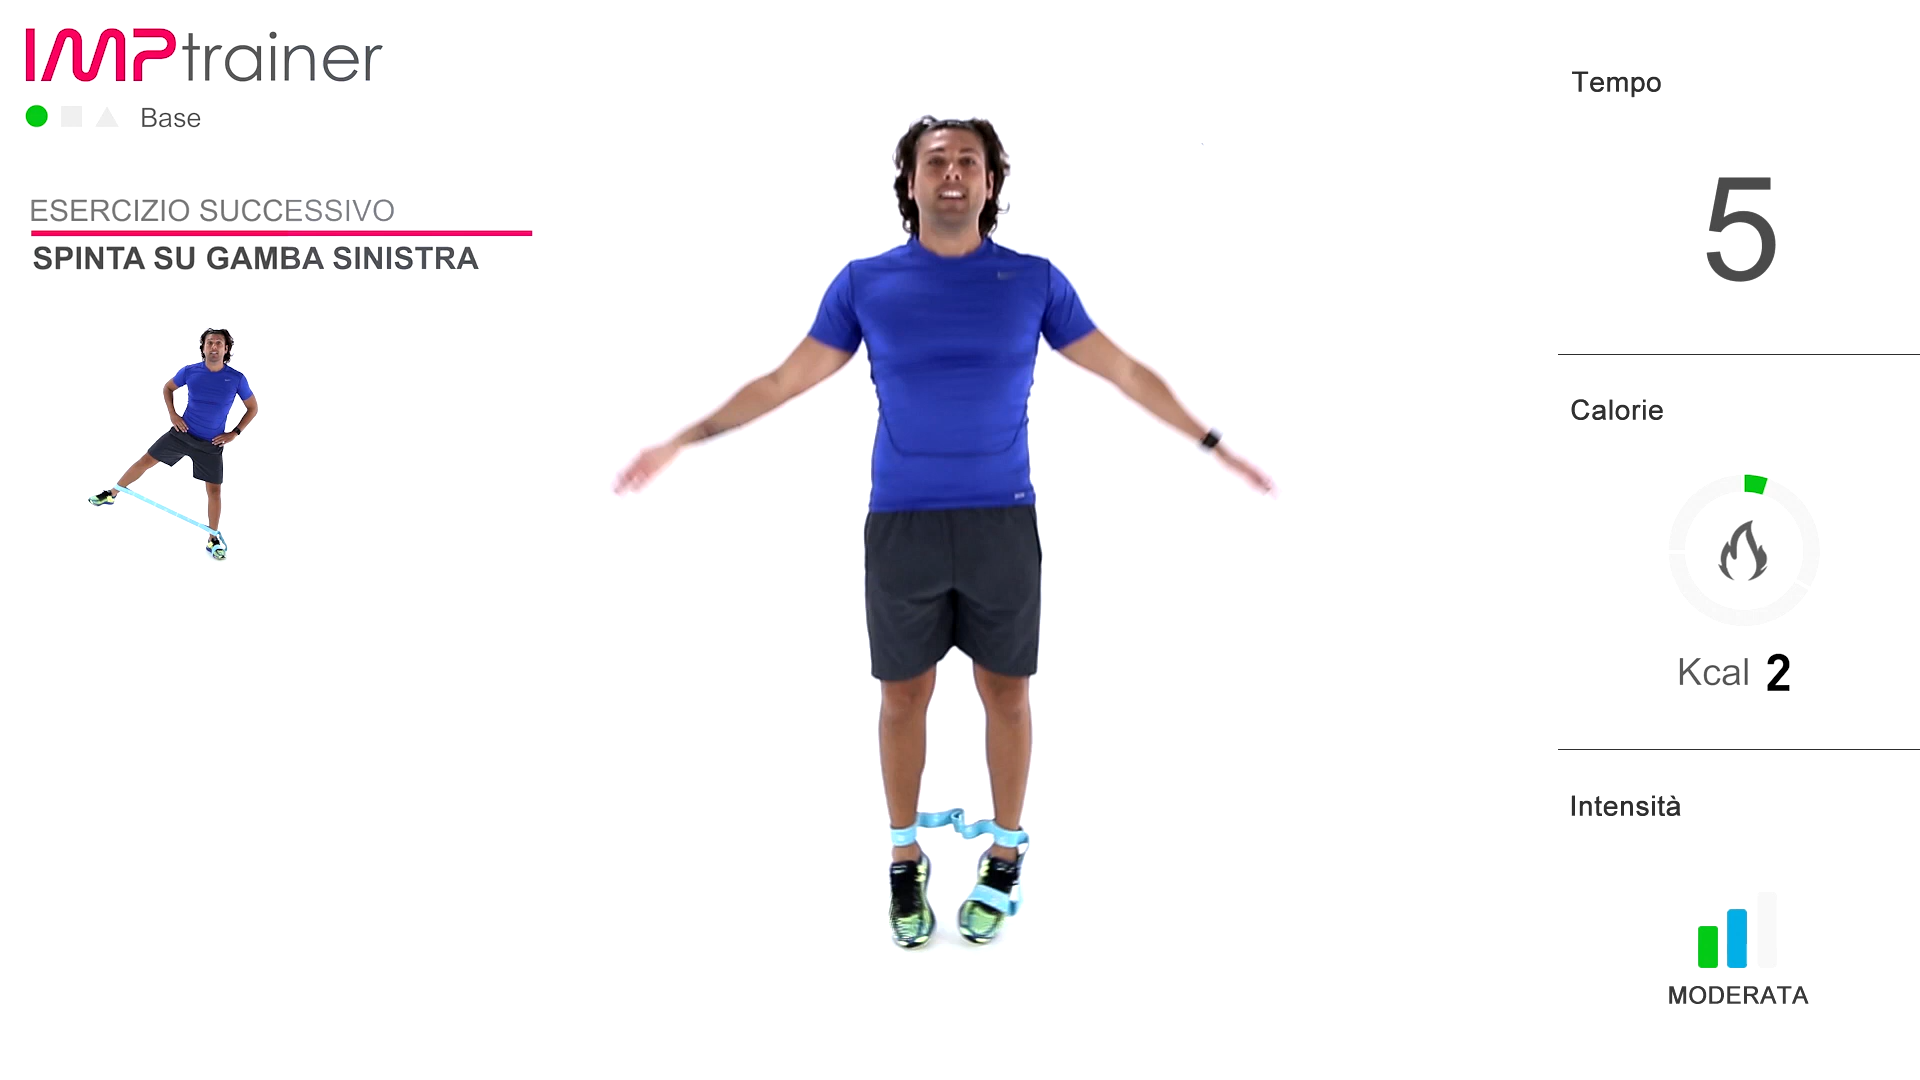 IMPtrainer
Base
ESERCIZIO SUCCESSIVO
SPINTA SU GAMBA SINISTRA
Tempo
5
Calorie
Kcal 2
Intensità
MODERATA